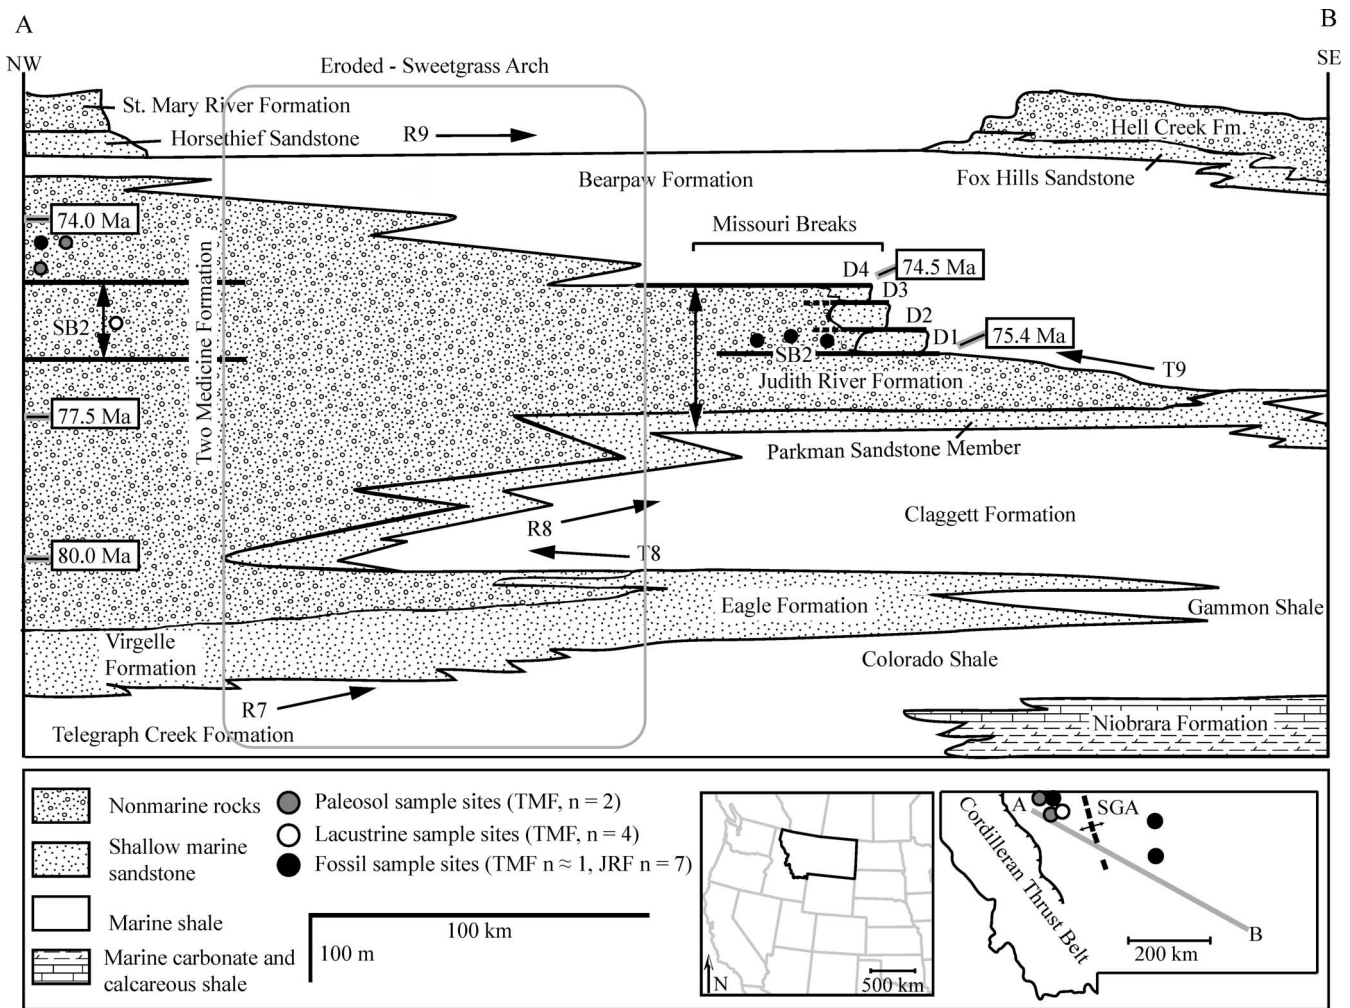 A
B
NW
SE
Eroded - Sweetgrass Arch
St. Mary River Formation
Horsethief Sandstone
R9
Hell Creek Fm.
Bearpaw Formation
Fox Hills Sandstone
74.0 Ma
Missouri Breaks
Two Medicine Formation
D4
74.5 Ma
D3
SB2
D2
D1
75.4 Ma
SB2
T9
Judith River Formation
77.5 Ma
Parkman Sandstone Member
R8
Claggett Formation
80.0 Ma
T8
Eagle Formation
Gammon Shale
Virgelle
Formation
Colorado Shale
R7
Telegraph Creek Formation
Niobrara Formation
Nonmarine rocks
Shallow marine
sandstone
Marine shale
Marine carbonate and
calcareous shale
Paleosol sample sites (TMF, n = 2)
Lacustrine sample sites (TMF, n = 4)
Fossil sample sites (TMF n ≈ 1, JRF n = 7)
100 km
100 m
N
500 km
A
SGA
Cordilleran Thrust Belt
B
200 km